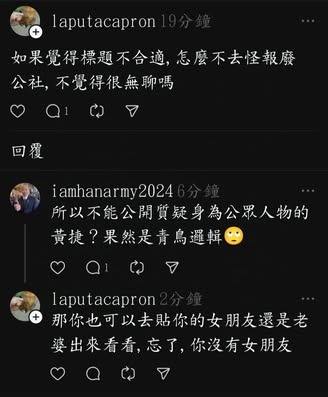 laputacapron 19分鐘
如果覺得標題不合適,怎麼不去怪報廢
公社,不覺得很無聊嗎
1
回覆
iamhanarmy2024 6分鐘
所以不能公開質疑身為公眾人物的
黃捷?果然是青鳥邏輯🙄
1
laputacapron 2分鐘
那你也可以去貼你的女朋友還是老
婆出來看看,忘了,你沒有女朋友